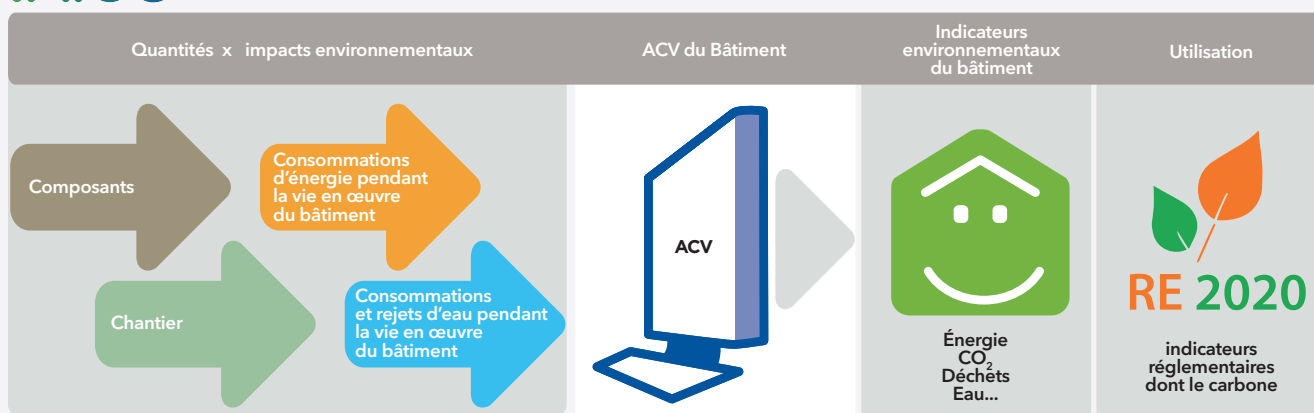 Quantités x impacts environnementaux
ACV du Bâtiment
Indicateurs
environnementaux
du bâtiment
Utilisation
Composants
Consommations
d'énergie pendant
la vie en œuvre
du bâtiment
Chantier
Consommations
et rejets d'eau pendant
la vie en œuvre
du bâtiment
ACV
Énergie
CO2
Déchets
Eau...
RE 2020
indicateurs
réglementaires
dont le carbone